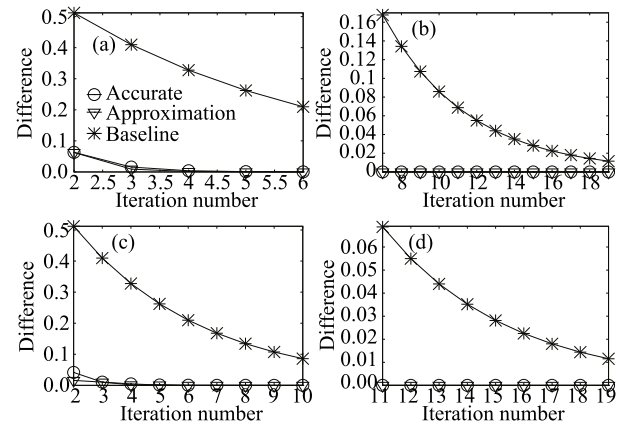 0.5
(a)
0.4
0.3
Accurate
0.2
Approximation
0.1
Baseline
0.0
Difference
2 2.5 3 3.5 4 4.5 5 5.5 6
Iteration number
0.16
(b)
0.14
0.12
0.10
0.08
0.06
0.04
0.02
0
Difference
8 10 12 14 16 18
Iteration number
0.5
(c)
0.4
0.3
0.2
0.1
0.0
Difference
2 3 4 5 6 7 8 9 10
Iteration number
(d)
0.06
0.05
0.04
0.03
0.02
0.01
0.00
Difference
11 12 13 14 15 16 17 18 19
Iteration number